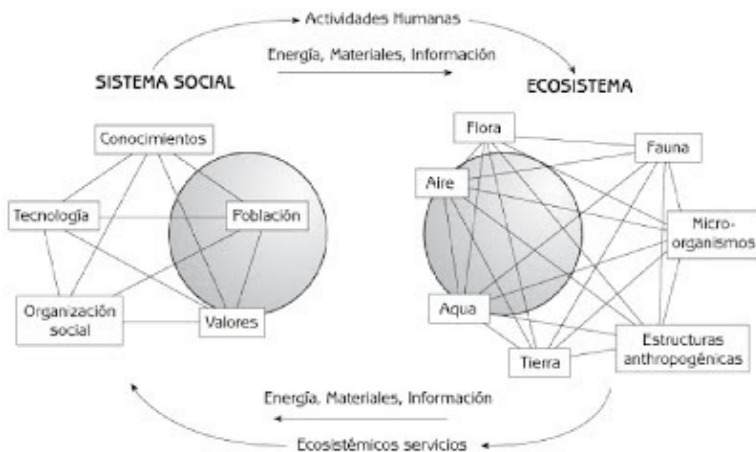 Actividades Humanas
Energía, Materiales, Información
SISTEMA SOCIAL
ECOSISTEMA
Conocimientos
Tecnología
Población
Organización
social
Valores
Flora
Fauna
Aire
Micro-
organismos
Aqua
Tierra
Estructuras
anthropogénicas
Energía, Materiales, Información
Ecosistémicos servicios